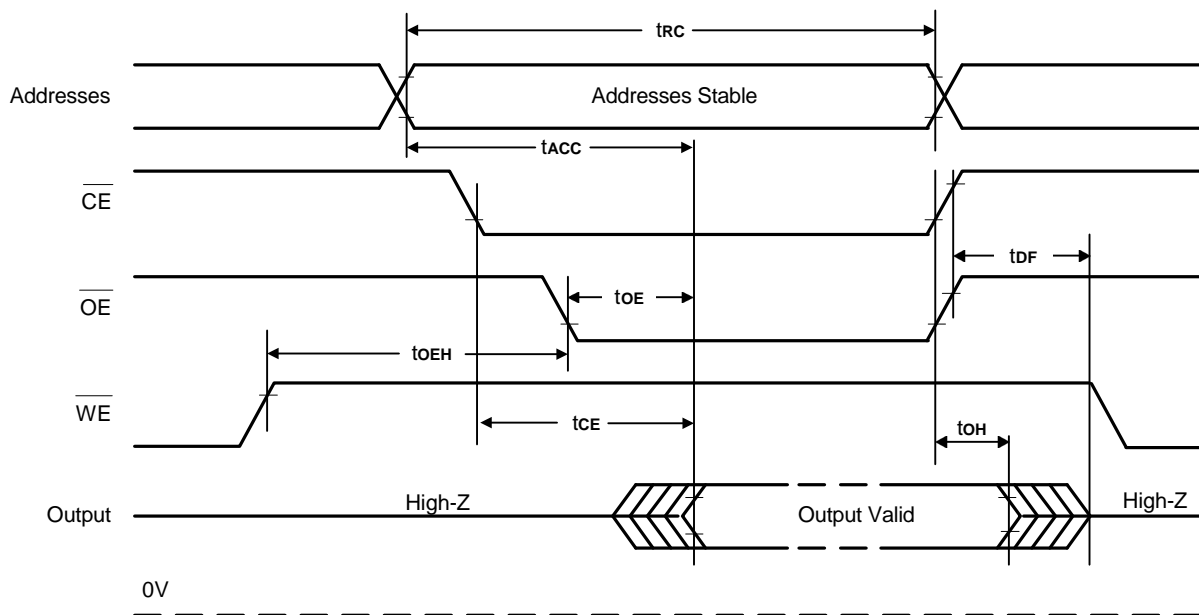 tRC
Addresses
Addresses Stable
tACC
CE
tDF
OE
tOE
tOEH
WE
tCE
tOH
High-Z
Output
Output Valid
High-Z
0V